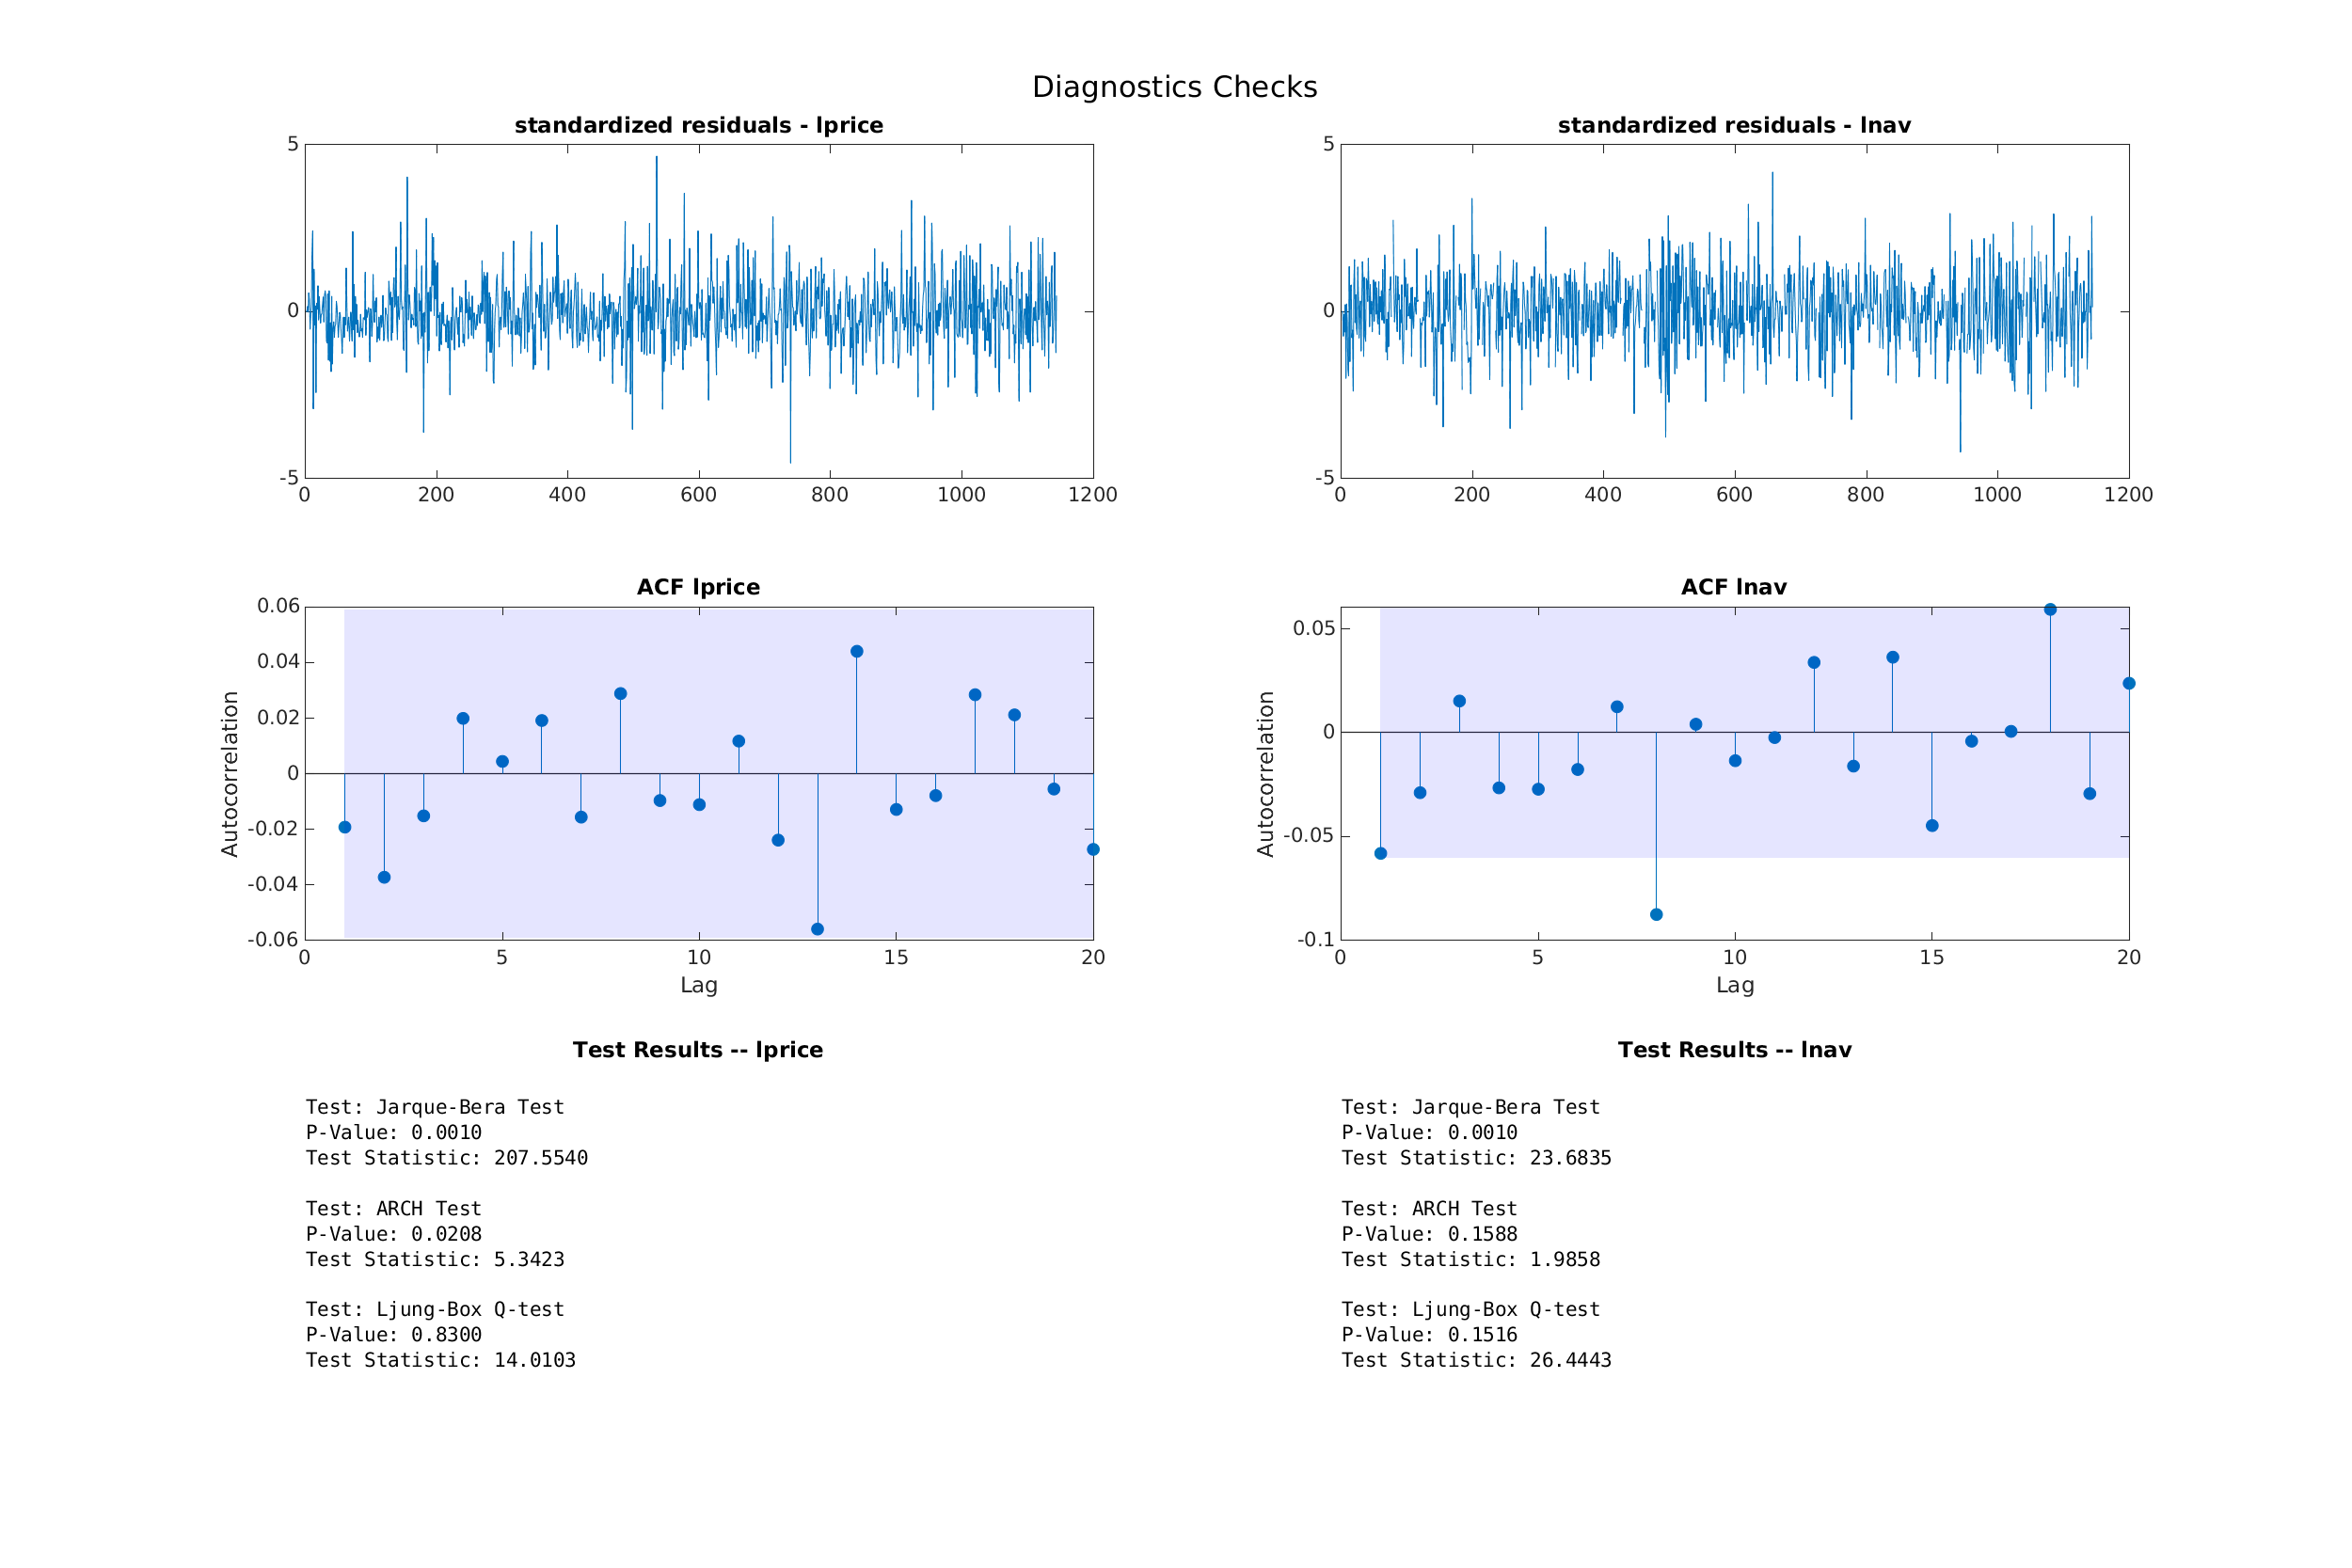 Diagnostics Checks
standardized residuals - lprice
5
0
-5
0 200 400 600 800 1000 1200
standardized residuals - lnav
5
0
-5
0 200 400 600 800 1000 1200
ACF lprice
Autocorrelation
0.06
0.04
0.02
0
-0.02
-0.04
-0.06
0 5 10 15 20
Lag
ACF lnav
Autocorrelation
0.05
0
-0.05
-0.1
0 5 10 15 20
Lag
Test Results -- lprice
Test: Jarque-Bera Test
P-Value: 0.0010
Test Statistic: 207.5540
Test: ARCH Test
P-Value: 0.0208
Test Statistic: 5.3423
Test: Ljung-Box Q-test
P-Value: 0.8300
Test Statistic: 14.0103
Test Results -- lnav
Test: Jarque-Bera Test
P-Value: 0.0010
Test Statistic: 23.6835
Test: ARCH Test
P-Value: 0.1588
Test Statistic: 1.9858
Test: Ljung-Box Q-test
P-Value: 0.1516
Test Statistic: 26.4443